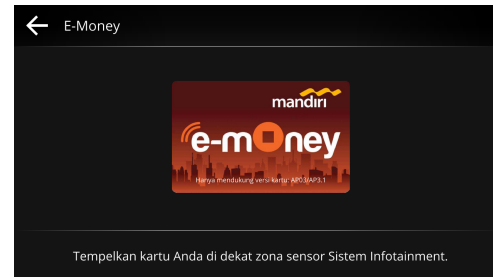 E-Money
mandiri
e-money
Hanya mendukung versi kartu: AP03/AP3.1
Tempelkan kartu Anda di dekat zona sensor Sistem Infotainment.